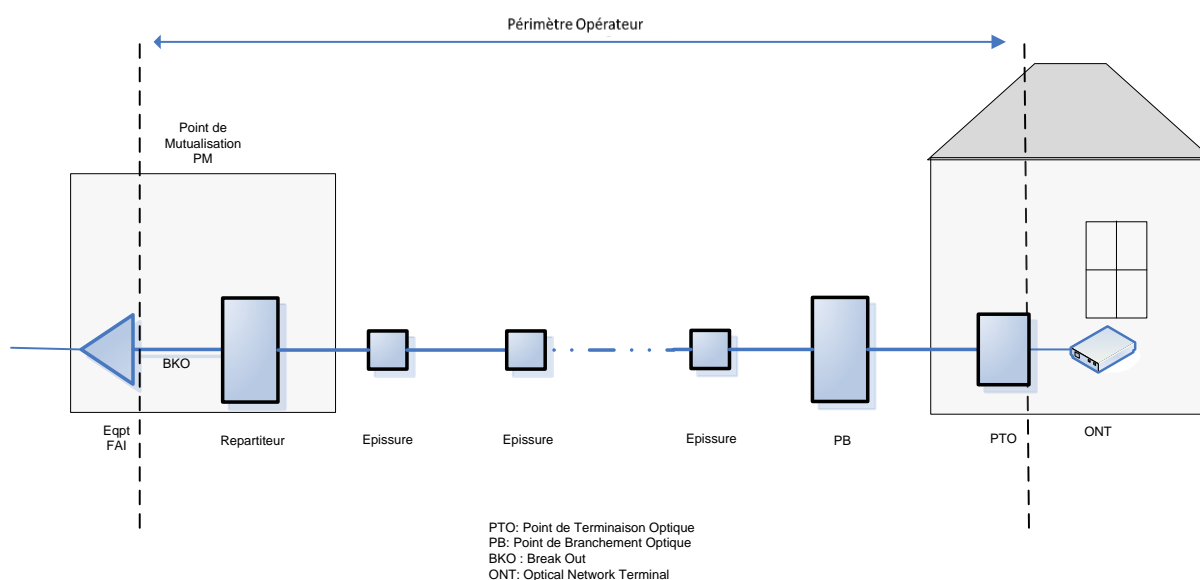 Périmètre Opérateur
Point de
Mutualisation
PM
BKO
Eqpt
FAI
Repartiteur
Epissure
Epissure
Epissure
PB
PTO
ONT
PTO: Point de Terminaison Optique
PB: Point de Branchement Optique
BKO : Break Out
ONT: Optical Network Terminal